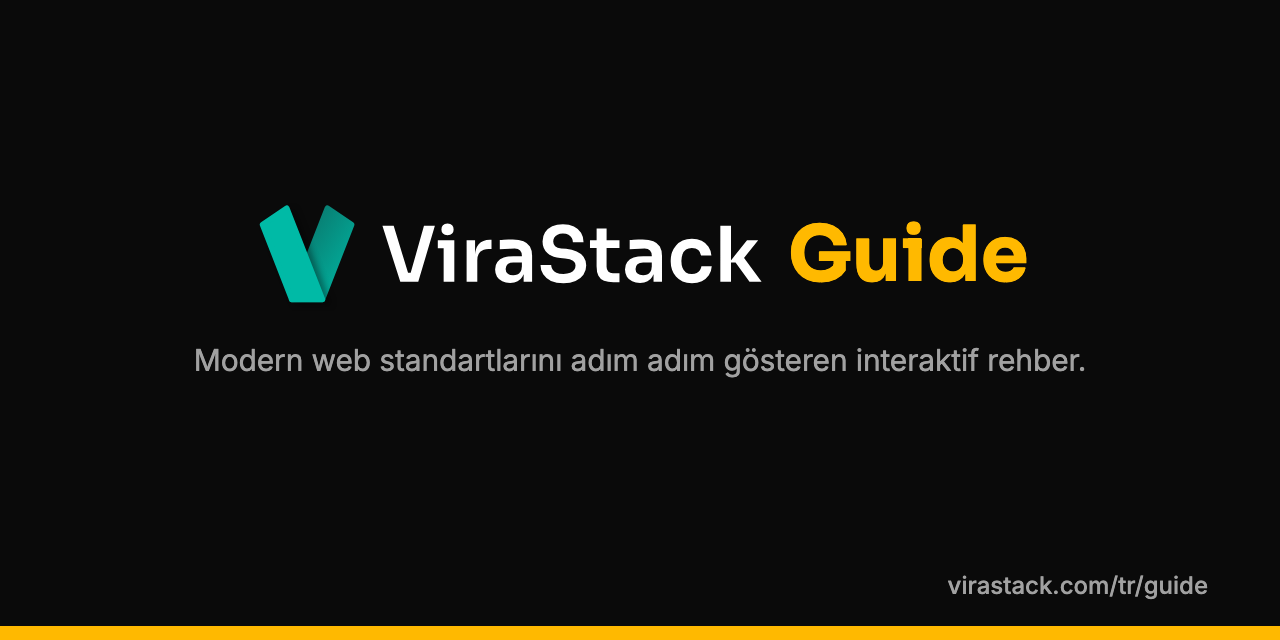 ViraStack Guide
Modern web standartlarını adım adım gösteren interaktif rehber.
virastack.com/tr/guide